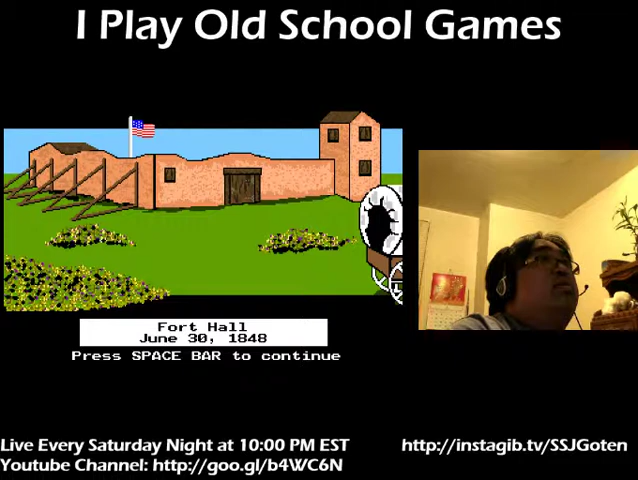 I Play Old School Games
Fort Hall
June 30, 1848
Press SPACE BAR to continue
Live Every Saturday Night at 10:00 PM EST
http://instagib.tv/SSJGoten
Youtube Channel: http://goo.gl/b4WC6N